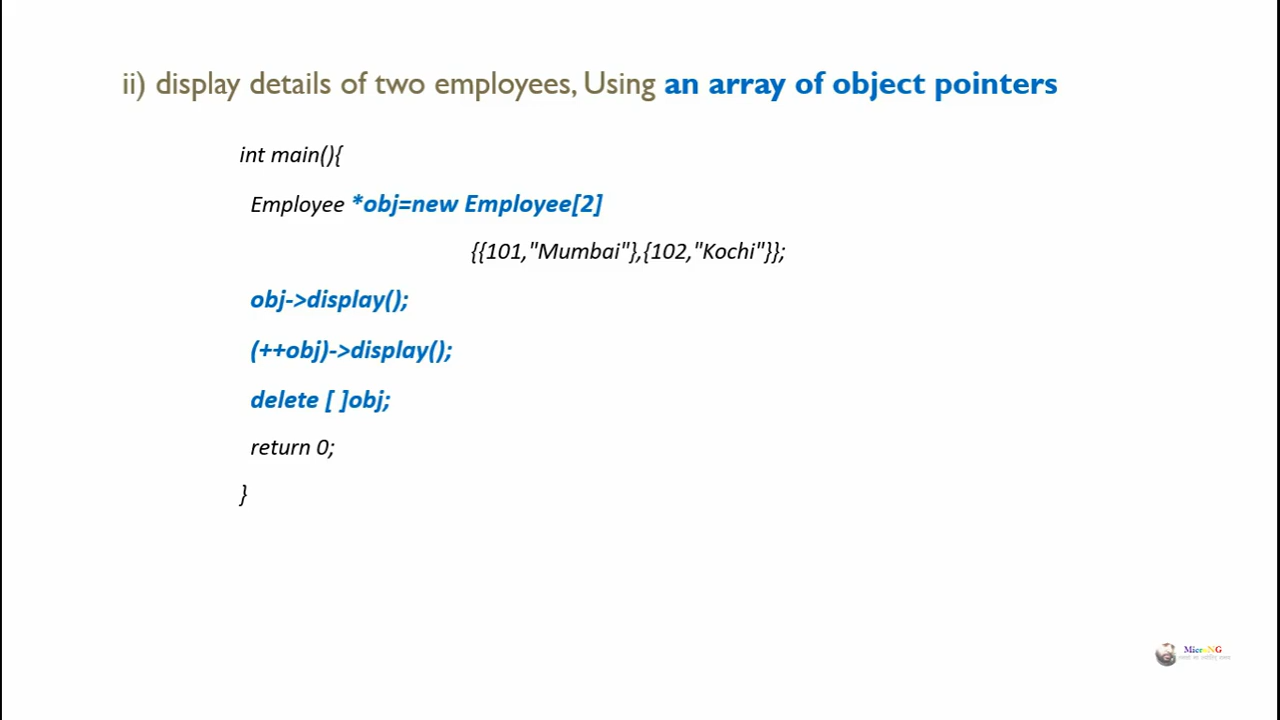 ii) display details of two employees, Using an array of object pointers
int main(){
Employee *obj=new Employee[2]
{{101,"Mumbai"},{102,"Kochi"}};
obj->display();
(++obj)->display();
delete [ ]obj;
return 0;
}
MicroNG